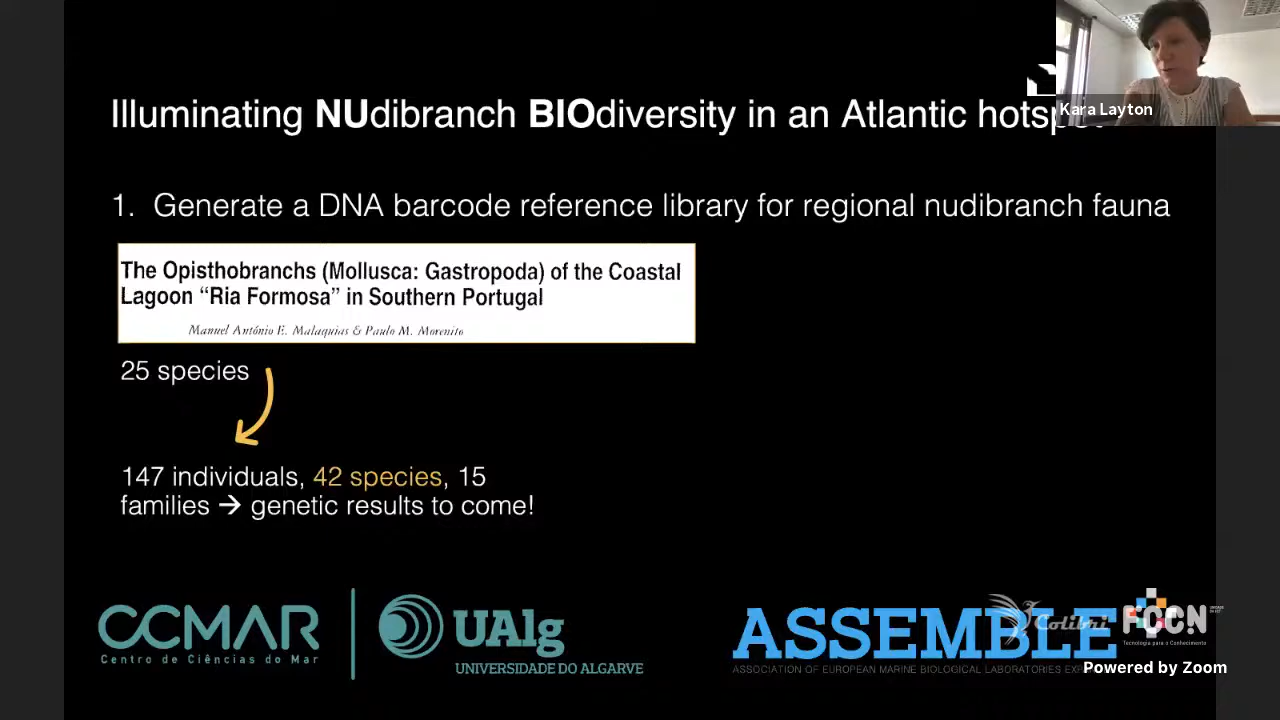 Illuminating NUdibranch BIOdiversity in an Atlantic hotspot
Kara Layton
1. Generate a DNA barcode reference library for regional nudibranch fauna
The Opisthobranchs (Mollusca: Gastropoda) of the Coastal
Lagoon “Ria Formosa” in Southern Portugal
Manuel António E. Malaquias & Paulo M. Morenito
25 species
147 individuals, 42 species, 15
families → genetic results to come!
CCMAR
Centro de Ciências do Mar
UAlg
UNIVERSIDADE DO ALGARVE
ASSEMBLE
ASSOCIATION OF EUROPEAN MARINE BIOLOGICAL LABORATORIES
Colibri
FCCN
Tecnologia para o Conhecimento
Powered by Zoom